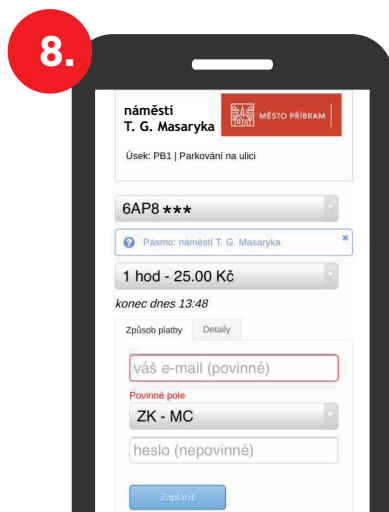 8.
náměstí
T. G. Masaryka
MĚSTO PŘÍBRAM
Úsek: PB1 | Parkování na ulici
6AP8 ***
? Pásmo: náměstí T. G. Masaryka ×
1 hod - 25.00 Kč
konec dnes 13:48
Způsob platby Detaily
váš e-mail (povinné)
Povinné pole
ZK - MC
heslo (nepovinné)
Zaplatit